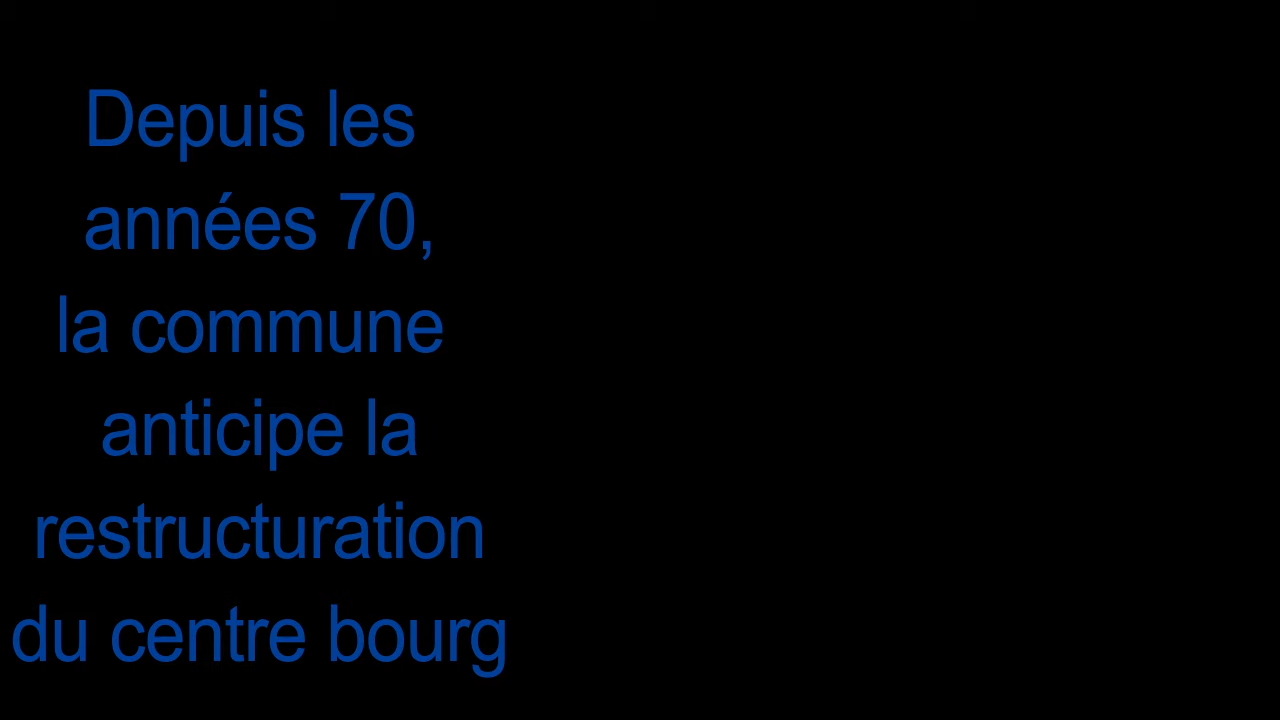 Depuis les
années 70,
la commune
anticipe la
restructuration
du centre bourg